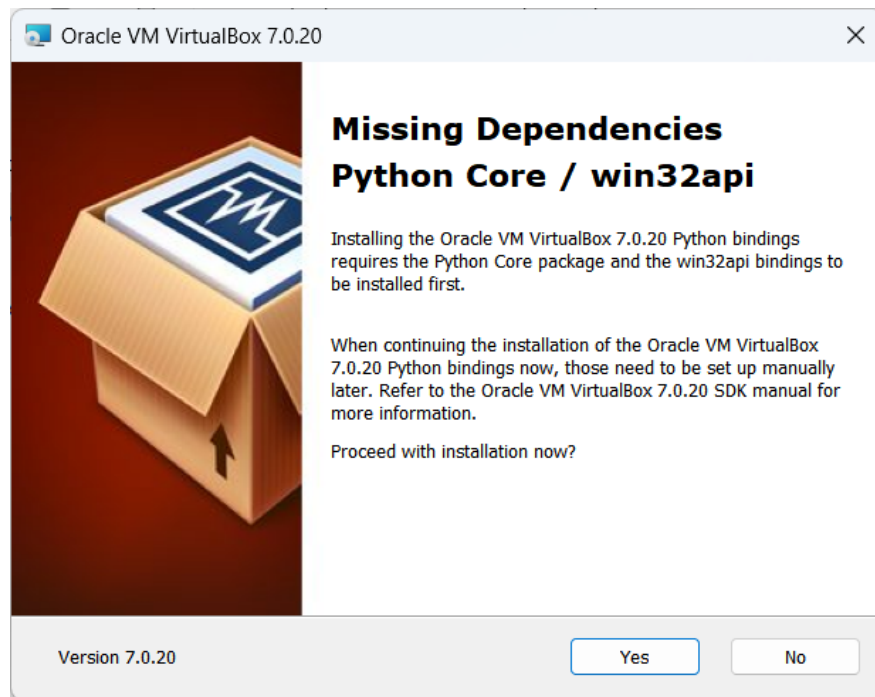 Oracle VM VirtualBox 7.0.20
Missing Dependencies
Python Core / win32api
Installing the Oracle VM VirtualBox 7.0.20 Python bindings
requires the Python Core package and the win32api bindings to
be installed first.
When continuing the installation of the Oracle VM VirtualBox
7.0.20 Python bindings now, those need to be set up manually
later. Refer to the Oracle VM VirtualBox 7.0.20 SDK manual for
more information.
Proceed with installation now?
Version 7.0.20
Yes
No